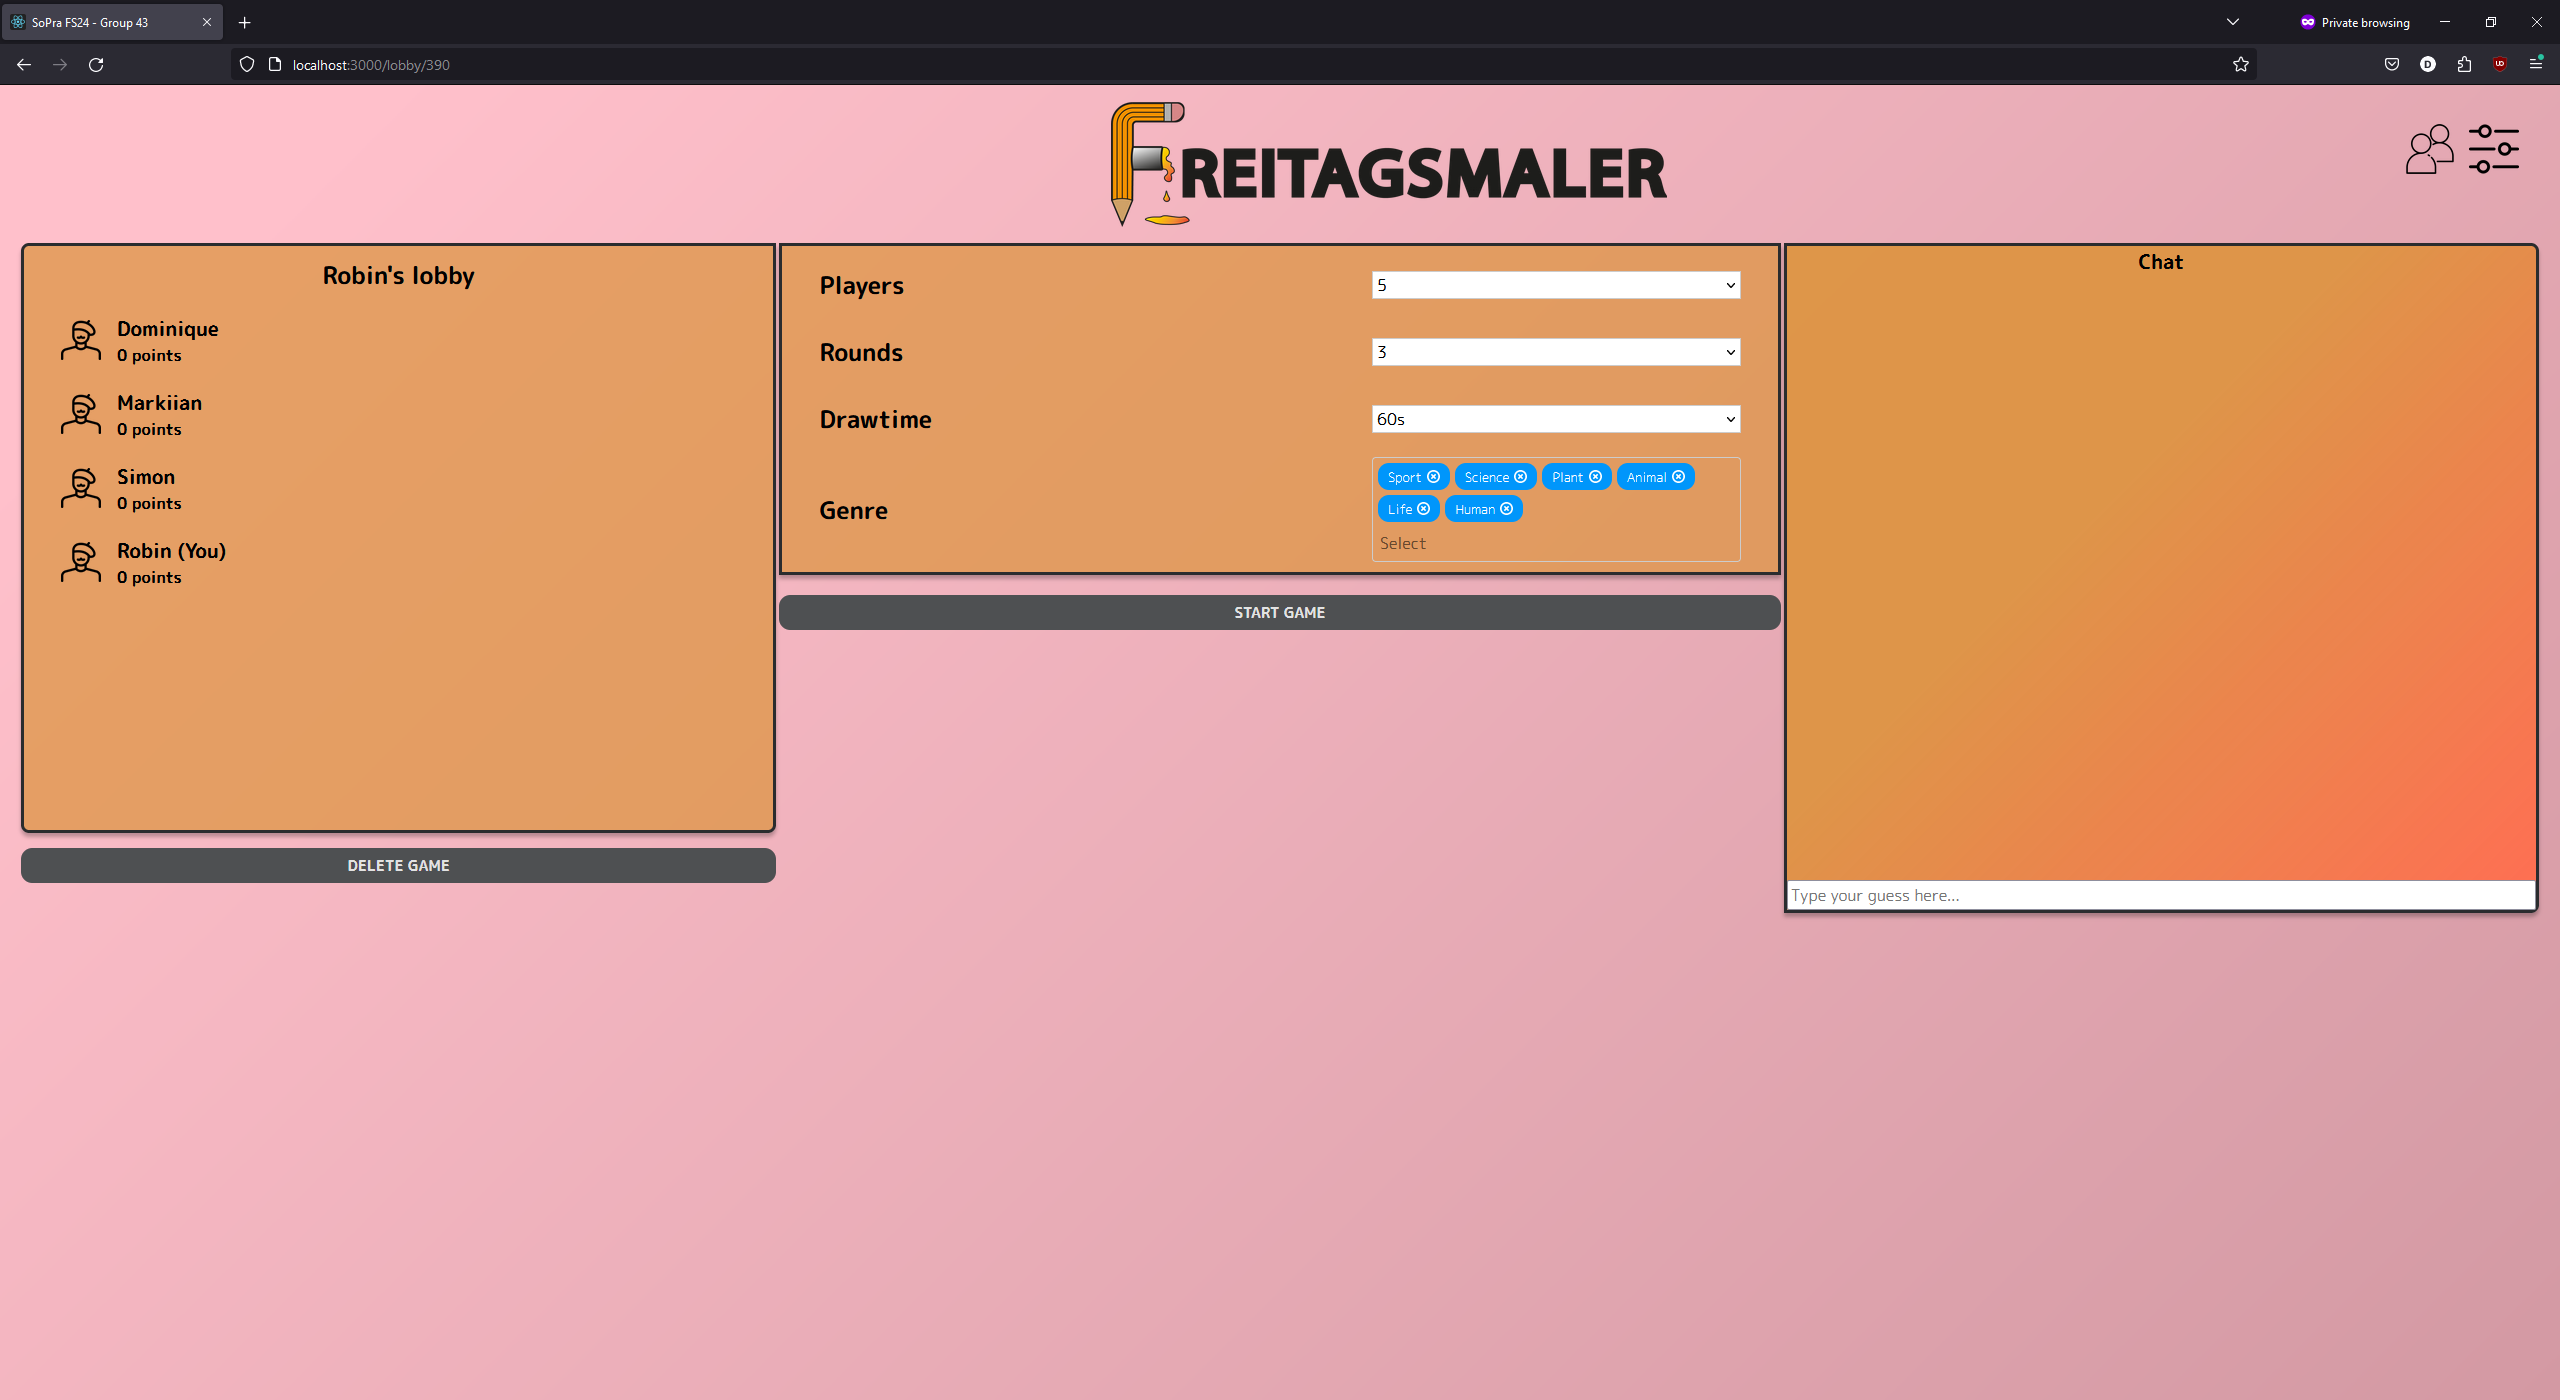 SoPra FS24 - Group 43
Private browsing
localhost:3000/lobby/390
D
FREITAGSMALER
Robin's lobby
Dominique
0 points
Markiian
0 points
Simon
0 points
Robin (You)
0 points
DELETE GAME
Players 5
Rounds 3
Drawtime 60s
Genre
Sport Science Plant Animal
Life Human
Select
START GAME
Chat
Type your guess here...